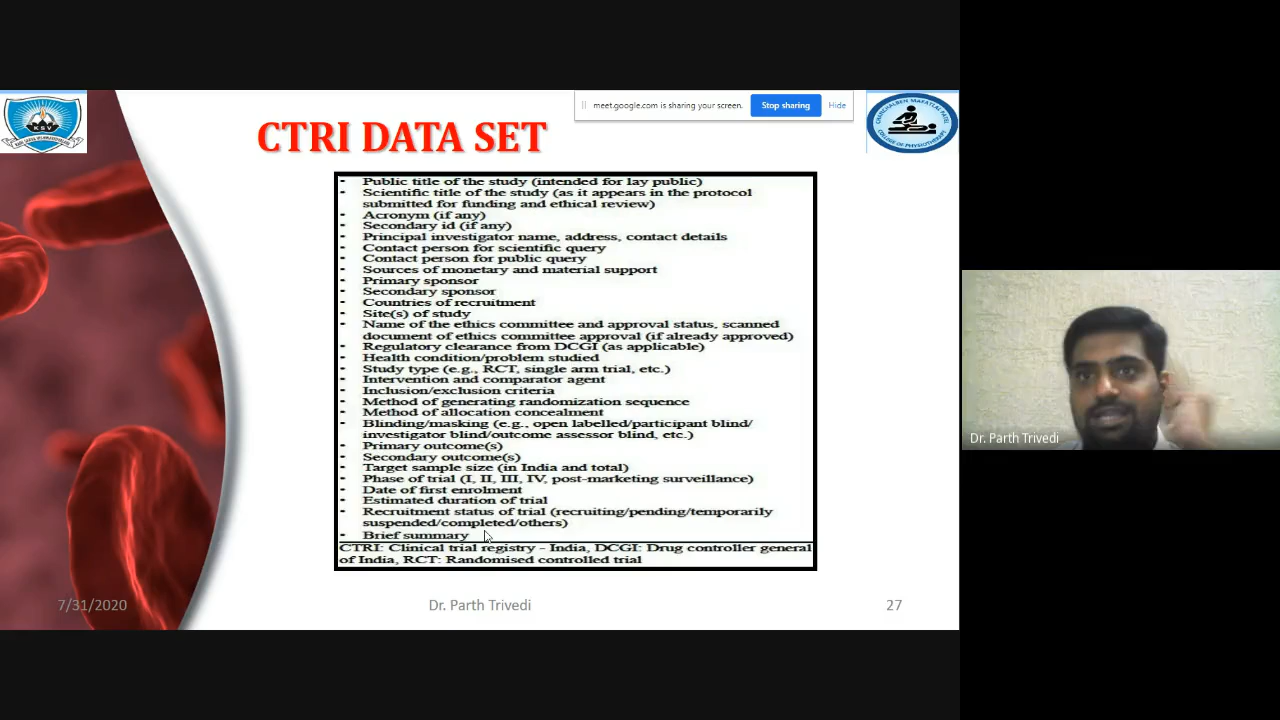 KSV
meet.google.com is sharing your screen.
Stop sharing
Hide
CTRI DATA SET
• Public title of the study (intended for lay public)
• Scientific title of the study (as it appears in the protocol
submitted for funding and ethical review)
• Acronym (if any)
• Secondary id (if any)
• Principal investigator name, address, contact details
• Contact person for scientific query
• Contact person for public query
• Sources of monetary and material support
• Primary sponsor
• Secondary sponsor
• Countries of recruitment
• Site(s) of study
• Name of the ethics committee and approval status, scanned
document of ethics committee approval (if already approved)
• Regulatory clearance from DCGI (as applicable)
• Health condition/problem studied
• Study type (e.g., RCT, single arm trial, etc.)
• Intervention and comparator agent
• Inclusion/exclusion criteria
• Method of generating randomization sequence
• Method of allocation concealment
• Blinding/masking (e.g., open labelled/participant blind/
investigator blind/outcome assessor blind, etc.)
• Primary outcome(s)
• Secondary outcome(s)
• Target sample size (in India and total)
• Phase of trial (I, II, III, IV, post-marketing surveillance)
• Date of first enrolment
• Estimated duration of trial
• Recruitment status of trial (recruiting/pending/temporarily
suspended/completed/others)
• Brief summary
CTRI: Clinical trial registry - India, DCGI: Drug controller general
of India, RCT: Randomised controlled trial
7/31/2020
Dr. Parth Trivedi
27
Dr. Parth Trivedi